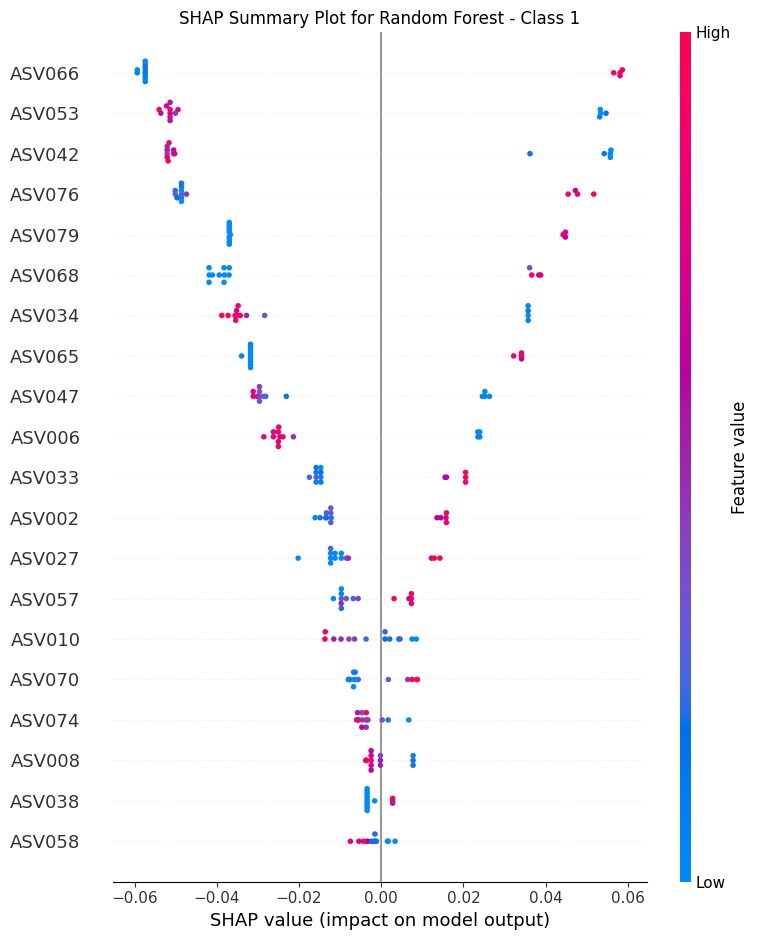 SHAP Summary Plot for Random Forest - Class 1
High
ASV066
ASV053
ASV042
ASV076
ASV079
ASV068
ASV034
ASV065
ASV047
ASV006
ASV033
ASV002
ASV027
ASV057
ASV010
ASV070
ASV074
ASV008
ASV038
ASV058
Feature value
Low
−0.06 −0.04 −0.02 0.00 0.02 0.04 0.06
SHAP value (impact on model output)